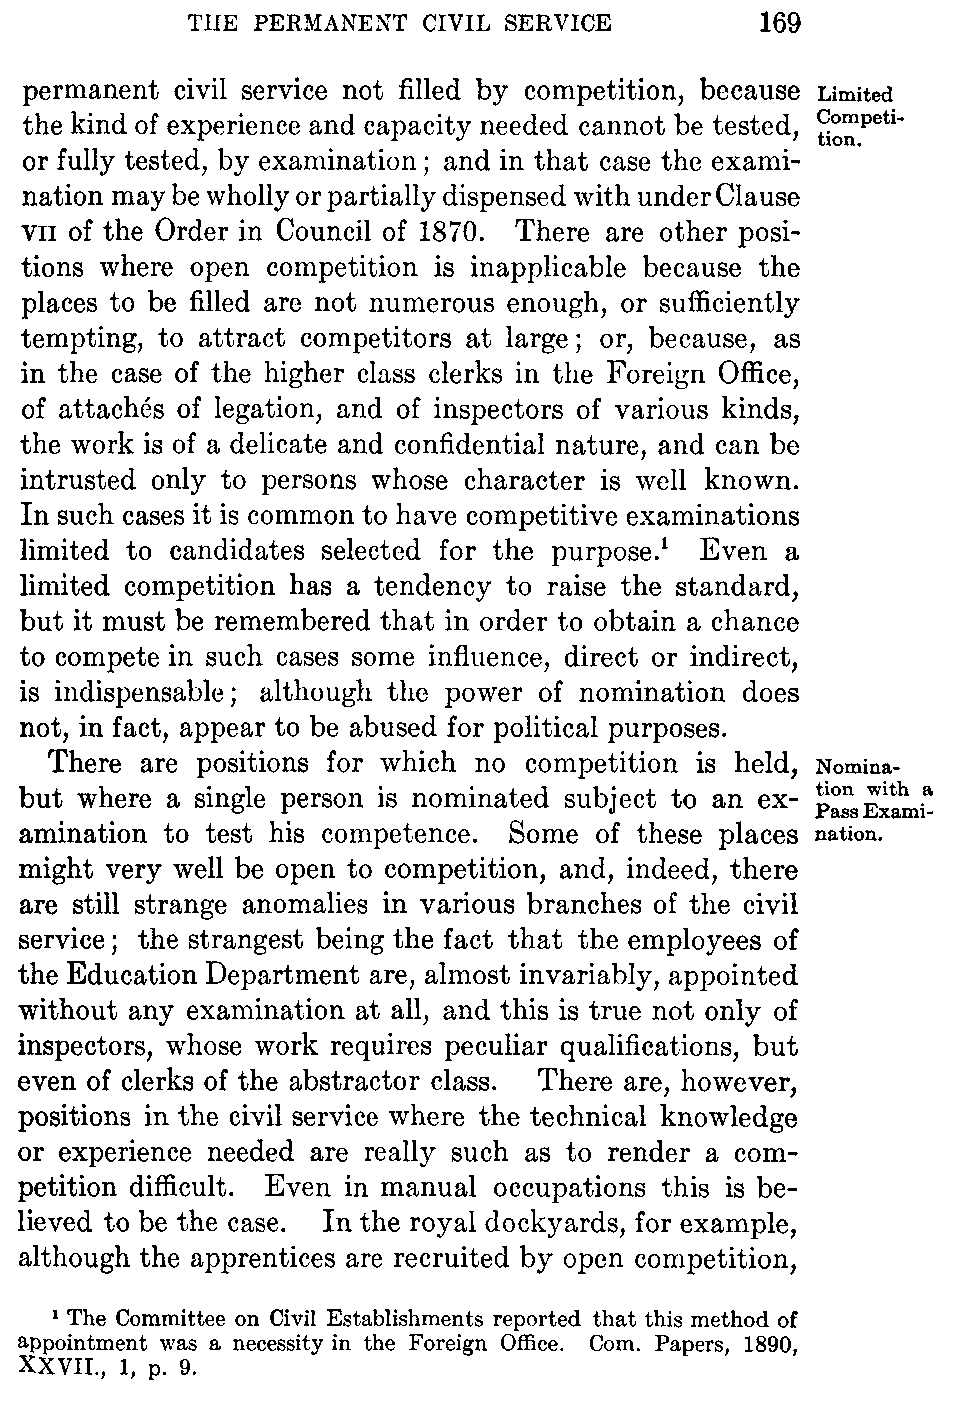 THE PERMANENT CIVIL SERVICE 169
permanent civil service not filled by competition, because
the kind of experience and capacity needed cannot be tested,
or fully tested, by examination; and in that case the exami-
nation may be wholly or partially dispensed with under Clause
VII of the Order in Council of 1870. There are other posi-
tions where open competition is inapplicable because the
places to be filled are not numerous enough, or sufficiently
tempting, to attract competitors at large; or, because, as
in the case of the higher class clerks in the Foreign Office,
of attachés of legation, and of inspectors of various kinds,
the work is of a delicate and confidential nature, and can be
intrusted only to persons whose character is well known.
In such cases it is common to have competitive examinations
limited to candidates selected for the purpose.¹ Even a
limited competition has a tendency to raise the standard,
but it must be remembered that in order to obtain a chance
to compete in such cases some influence, direct or indirect,
is indispensable; although the power of nomination does
not, in fact, appear to be abused for political purposes.
Limited
Competi-
tion.
There are positions for which no competition is held,
but where a single person is nominated subject to an ex-
amination to test his competence. Some of these places
might very well be open to competition, and, indeed, there
are still strange anomalies in various branches of the civil
service; the strangest being the fact that the employees of
the Education Department are, almost invariably, appointed
without any examination at all, and this is true not only of
inspectors, whose work requires peculiar qualifications, but
even of clerks of the abstractor class. There are, however,
positions in the civil service where the technical knowledge
or experience needed are really such as to render a com-
petition difficult. Even in manual occupations this is be-
lieved to be the case. In the royal dockyards, for example,
although the apprentices are recruited by open competition,
Nomina-
tion with a
Pass Exami-
nation.
¹ The Committee on Civil Establishments reported that this method of
appointment was a necessity in the Foreign Office. Com. Papers, 1890,
XXVII., 1, p. 9.